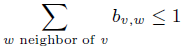 ∑ b_{v,w} ≤ 1
w neighbor of v